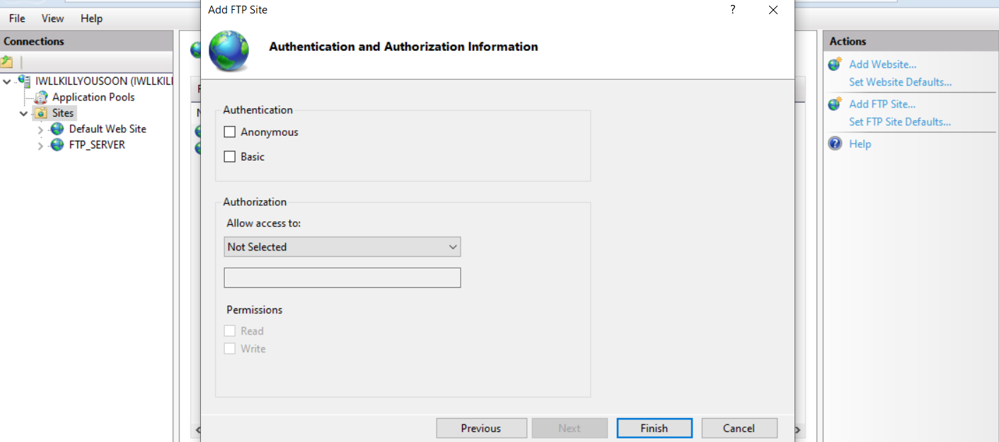 Add FTP Site
?
File View Help
Authentication and Authorization Information
Connections
IWLLKILLYOUSOON (IWLLKILI
Application Pools
Sites
Default Web Site
FTP_SERVER
Authentication
Anonymous
Basic
Authorization
Allow access to:
Not Selected
Permissions
Read
Write
Previous
Next
Finish
Cancel
Actions
Add Website...
Set Website Defaults...
Add FTP Site...
Set FTP Site Defaults...
Help